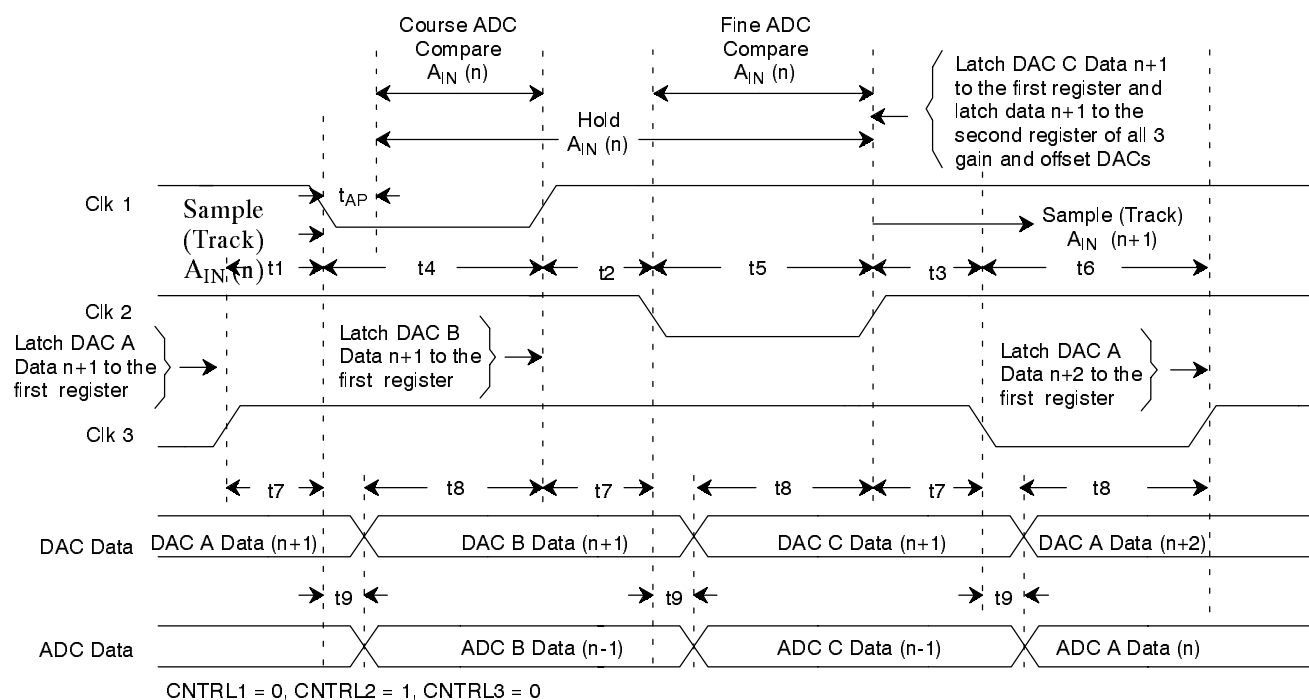 Course ADC
Compare
AIN (n)
Fine ADC
Compare
AIN (n)
Latch DAC C Data n+1
to the first register and
latch data n+1 to the
second register of all 3
gain and offset DACs
Hold
AIN (n)
Clk 1
tAP
Sample
(Track)
AIN (n)
Sample (Track)
AIN (n+1)
t1
t4
t2
t5
t3
t6
Clk 2
Latch DAC A
Data n+1 to the
first register
Latch DAC B
Data n+1 to the
first register
Latch DAC A
Data n+2 to the
first register
Clk 3
t7
t8
t7
t8
t7
t8
DAC Data
DAC A Data (n+1)
DAC B Data (n+1)
DAC C Data (n+1)
DAC A Data (n+2)
t9
t9
t9
ADC Data
ADC B Data (n-1)
ADC C Data (n-1)
ADC A Data (n)
CNTRL1 = 0, CNTRL2 = 1, CNTRL3 = 0